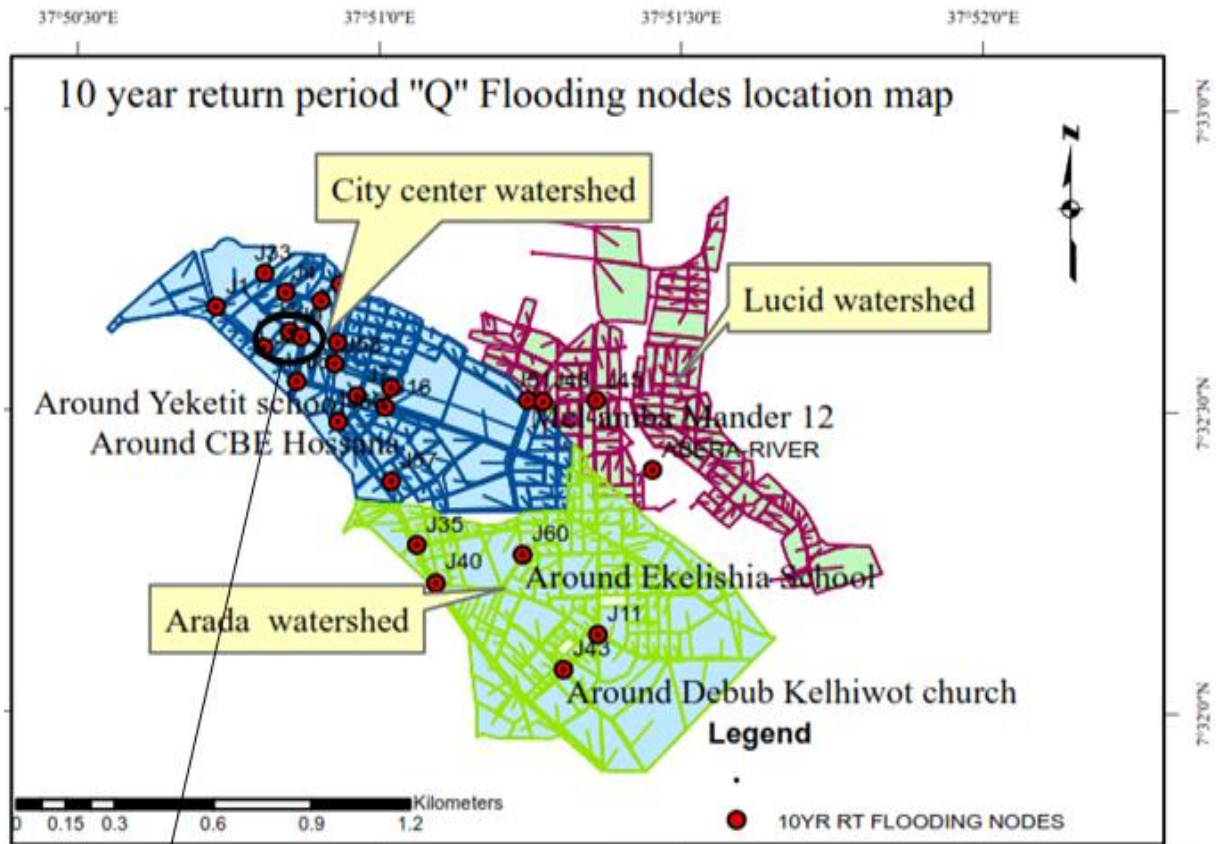 37°50'30"E 37°51'0"E 37°51'30"E 37°52'0"E
10 year return period "Q" Flooding nodes location map
7°33'0"N
City center watershed
J33
J1
Lucid watershed
J16
J45
Around Yeketit school
Mander 12
7°32'30"N
Around CBE Hossana
ABERA-RIVER
J57
J35
J60
J40
Around Ekelishia School
Arada watershed
J11
J43
Around Debub Kelhiwot church
7°32'0"N
Legend
Kilometers
0 0.15 0.3 0.6 0.9 1.2
10YR RT FLOODING NODES